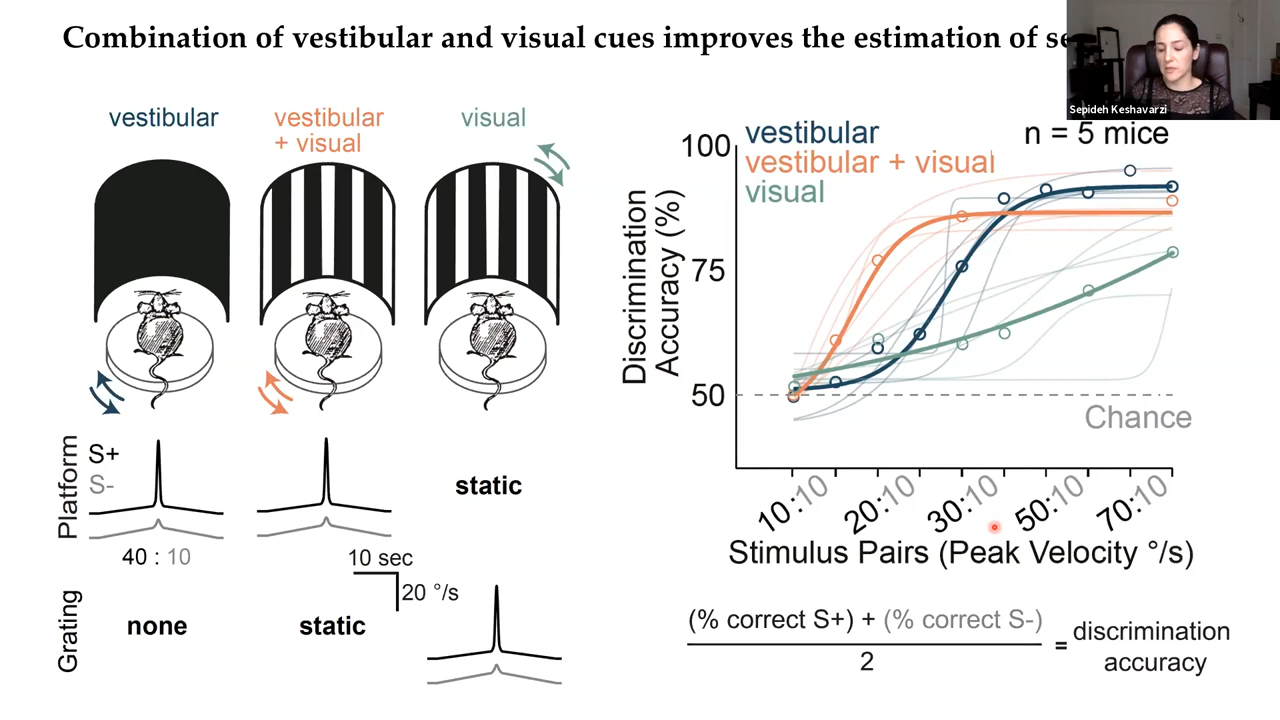 Combination of vestibular and visual cues improves the estimation of
Sepideh Keshavarzi
vestibular
vestibular
+ visual
visual
Platform
S+
S-
static
40 : 10
10 sec
20 °/s
Grating
none
static
vestibular
vestibular + visual
visual
n = 5 mice
Discrimination
Accuracy (%)
100
75
50
Chance
10:10
20:10
30:10
50:10
70:10
Stimulus Pairs (Peak Velocity °/s)
(% correct S+) + (% correct S-)
2
=
discrimination
accuracy